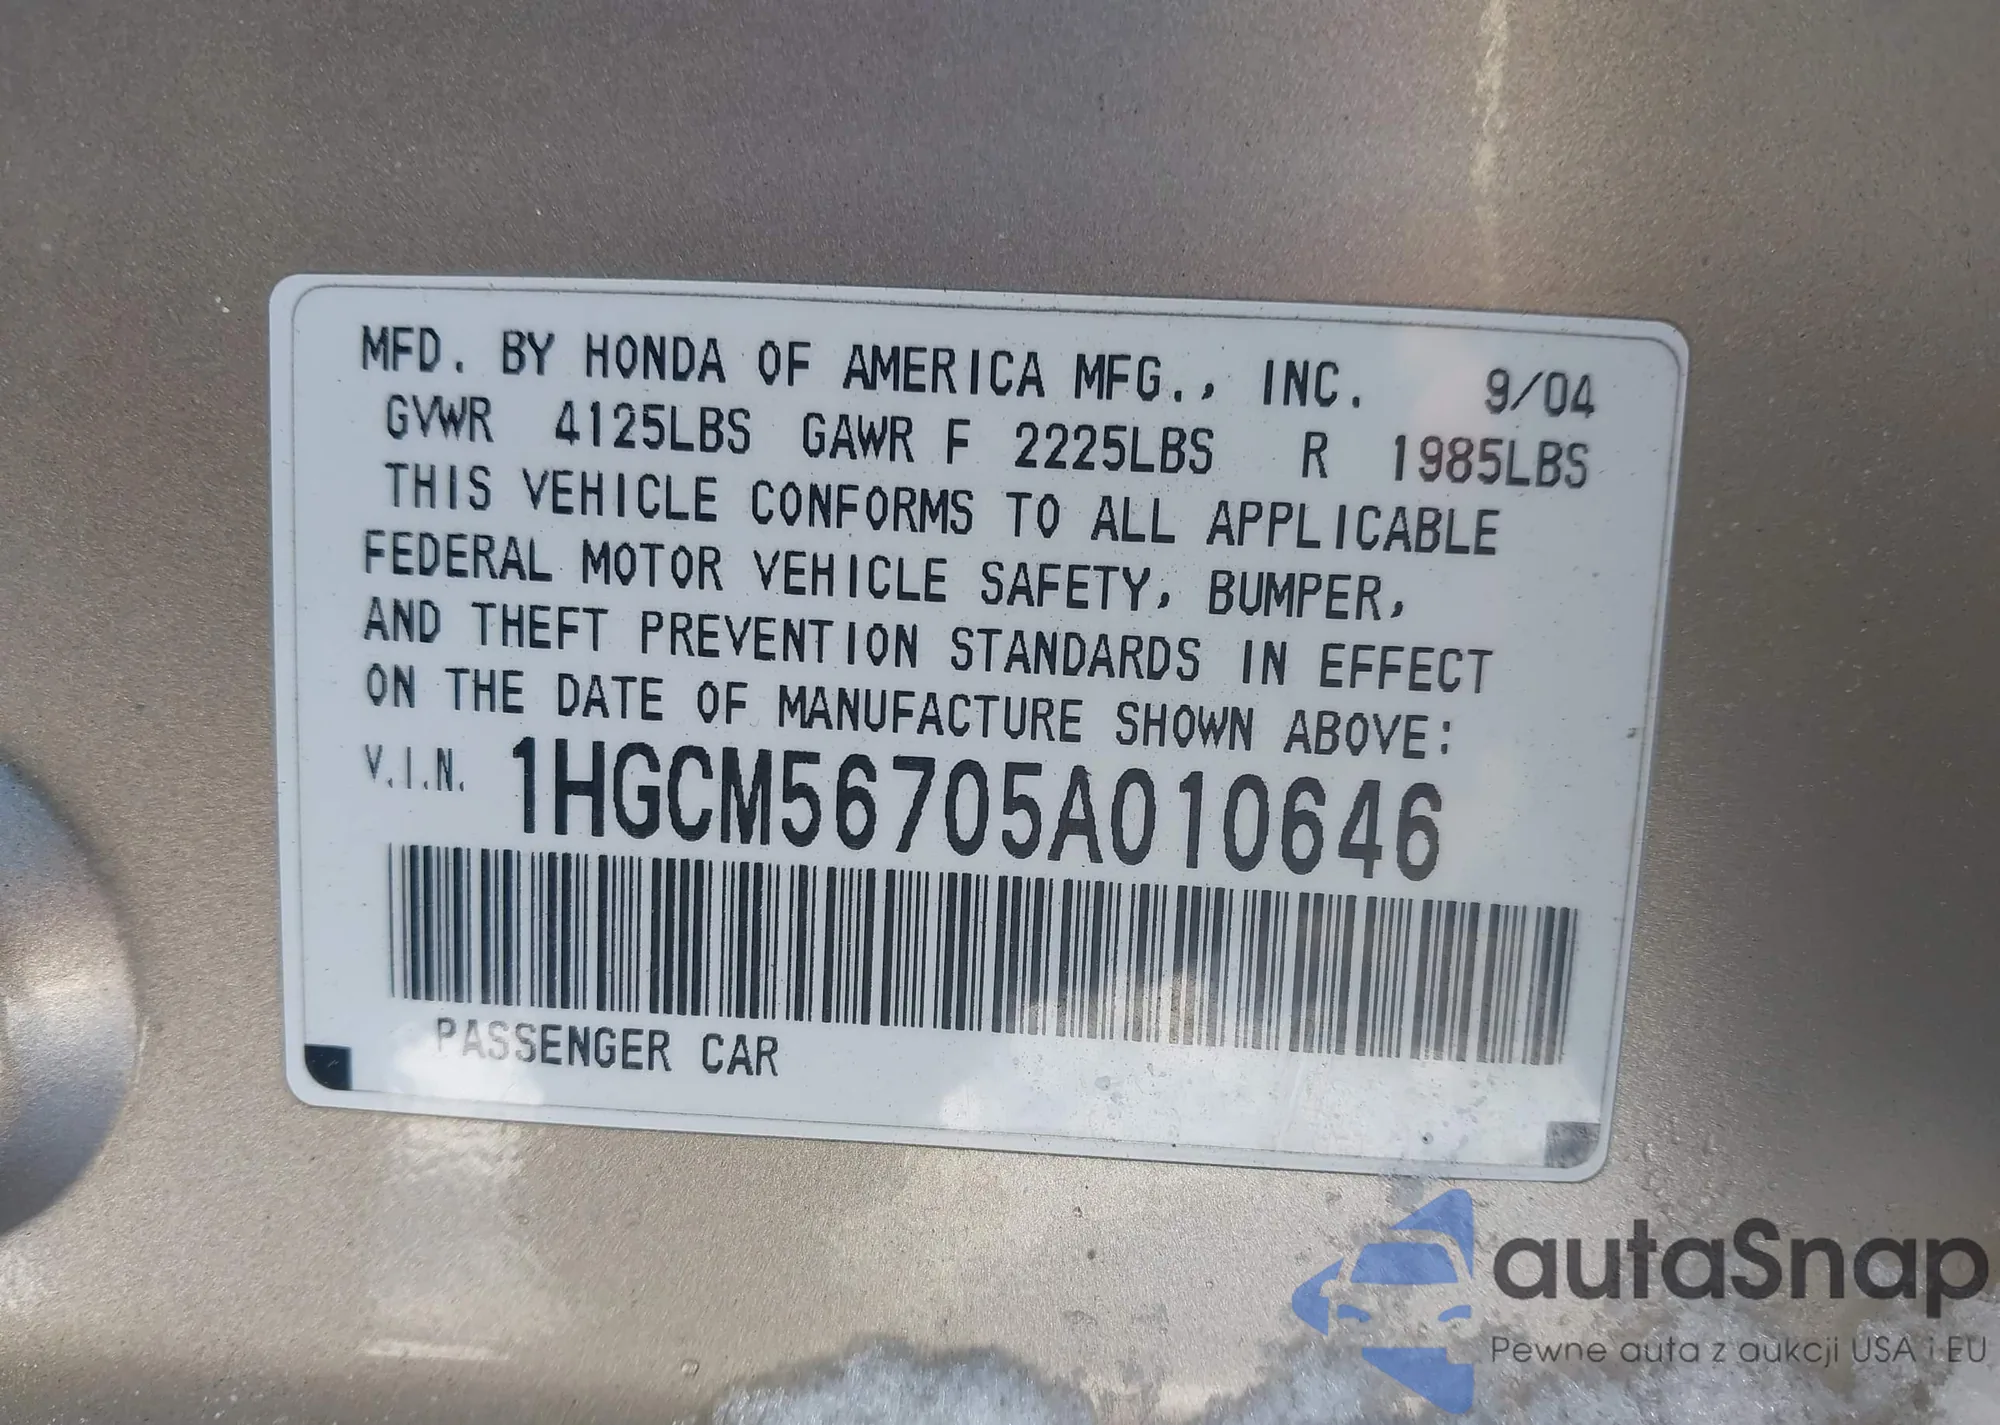 MFD. BY HONDA OF AMERICA MFG., INC. 9/04
GVWR 4125LBS GAWR F 2225LBS R 1985LBS
THIS VEHICLE CONFORMS TO ALL APPLICABLE
FEDERAL MOTOR VEHICLE SAFETY, BUMPER,
AND THEFT PREVENTION STANDARDS IN EFFECT
ON THE DATE OF MANUFACTURE SHOWN ABOVE:
V.I.N. 1HGCM56705A010646
PASSENGER CAR
autaSnap
Pewne auta z aukcji USA i EU